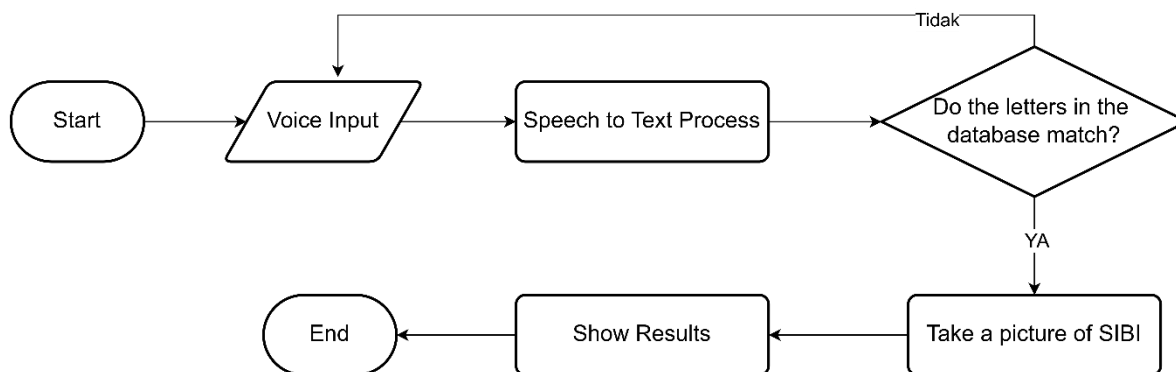 Tidak
Start
Voice Input
Speech to Text Process
Do the letters in the
database match?
YA
End
Show Results
Take a picture of SIBI